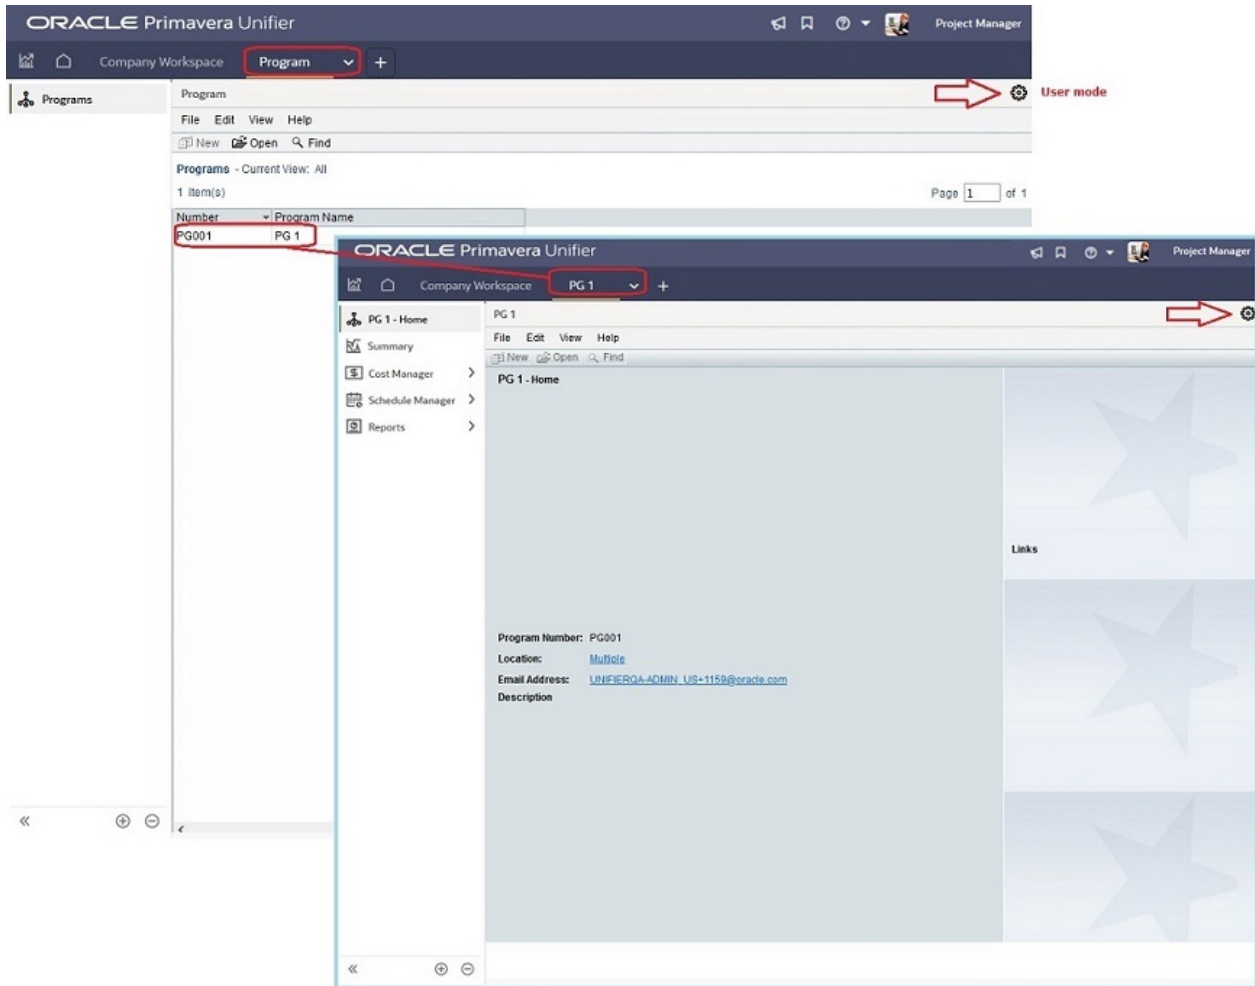 ORACLE Primavera Unifier
Project Manager
Company Workspace Program
Programs
Program
User mode
File Edit View Help
New Open Find
Programs - Current View: All
1 Item(s)
Page 1 of 1
Number Program Name
PG001 PG 1
ORACLE Primavera Unifier
Project Manager
Company Workspace PG 1
PG 1 - Home
Summary
Cost Manager
Schedule Manager
Reports
PG 1
File Edit View Help
New Open Find
PG 1 - Home
Links
Program Number: PG001
Location: Multiple
Email Address: UNIFIERQA-ADMIN_US+1159@oracle.com
Description